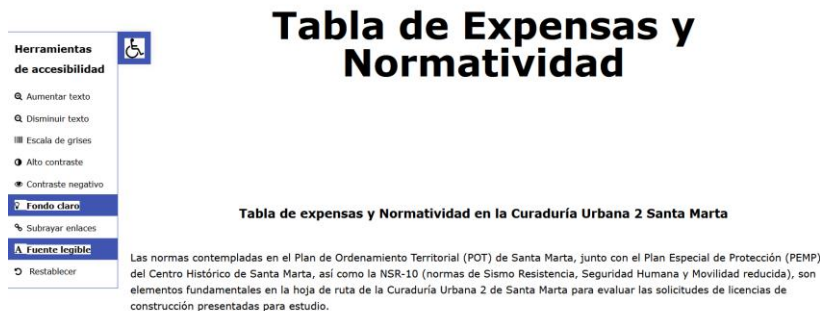 Tabla de Expensas y
Normatividad
Herramientas
de accesibilidad
Aumentar texto
Disminuir texto
Escala de grises
Alto contraste
Contraste negativo
Fondo claro
Subrayar enlaces
Fuente legible
Restablecer
Tabla de expensas y Normatividad en la Curaduría Urbana 2 Santa Marta
Las normas contempladas en el Plan de Ordenamiento Territorial (POT) de Santa Marta, junto con el Plan Especial de Protección (PEMP)
del Centro Histórico de Santa Marta, así como la NSR-10 (normas de Sismo Resistencia, Seguridad Humana y Movilidad reducida), son
elementos fundamentales en la hoja de ruta de la Curaduría Urbana 2 de Santa Marta para evaluar las solicitudes de licencias de
construcción presentadas para estudio.